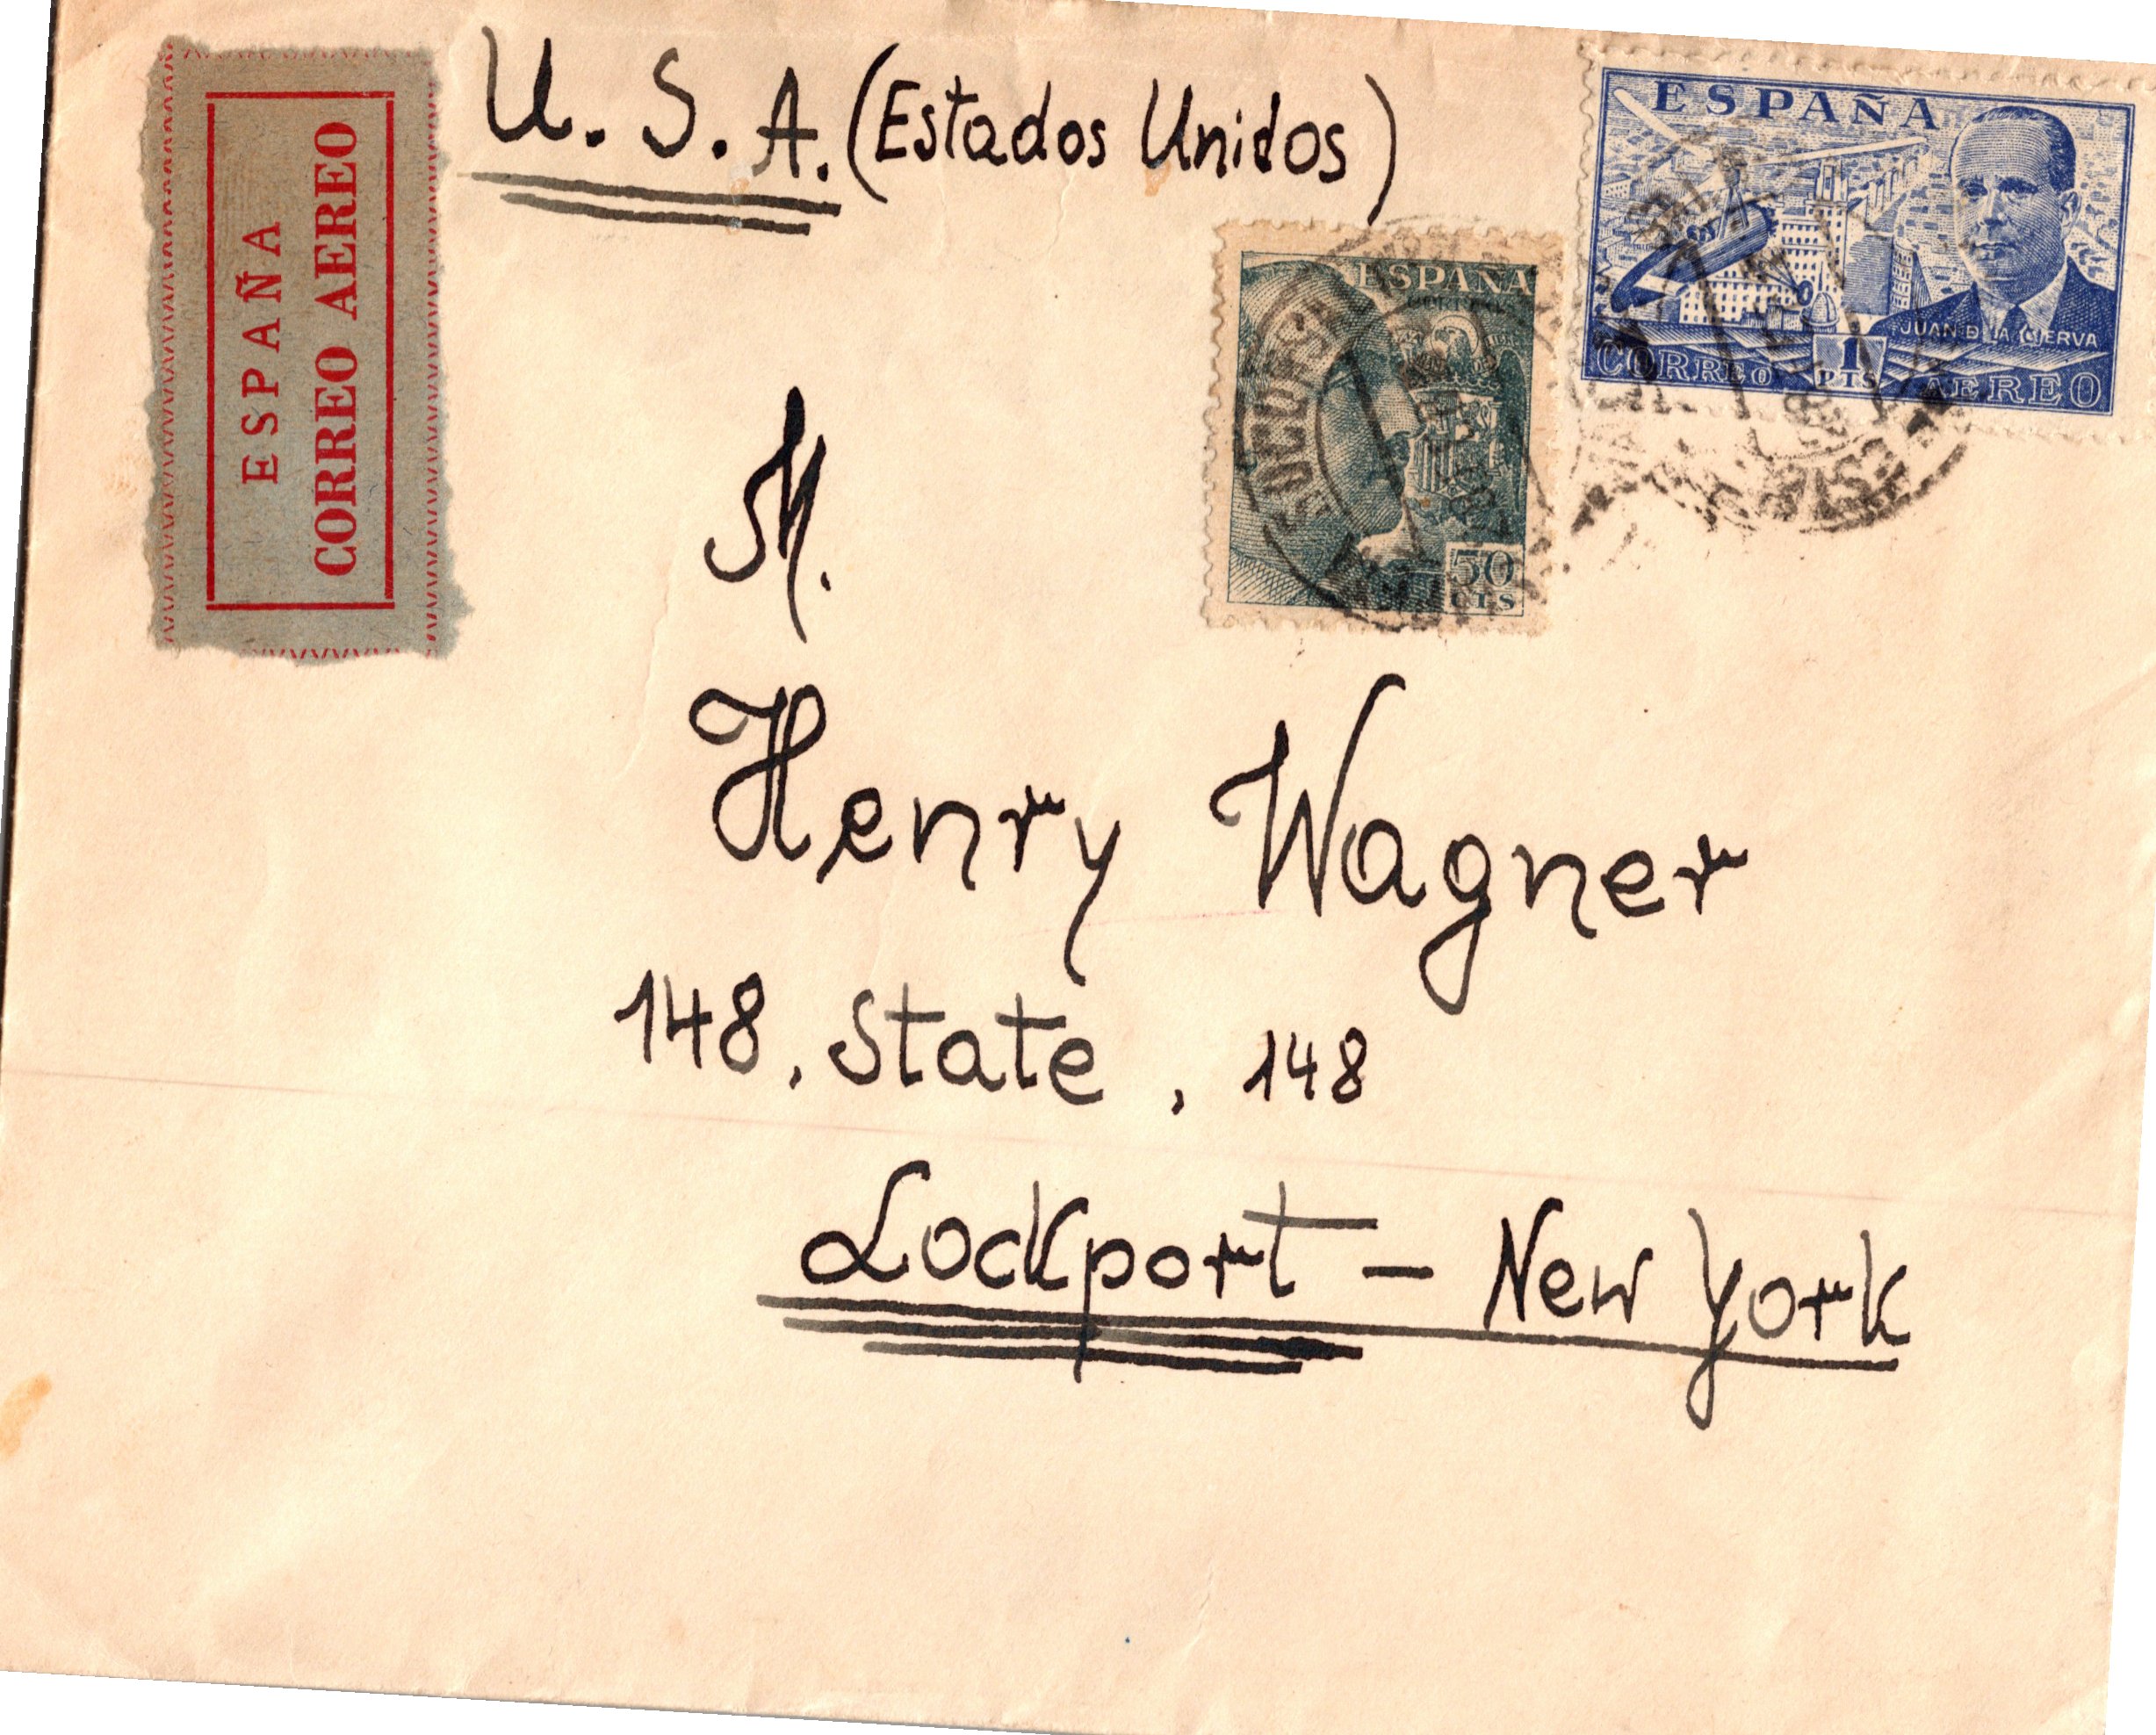 ESPAÑA
CORREO AEREO
U. S. A. (Estados Unidos)
ESPAÑA
JUAN D LA CIERVA
CORREO 1 PTS AEREO
ESPAÑA
50
CTS
M.
Henry Wagner
148, State, 148
Lockport - New York